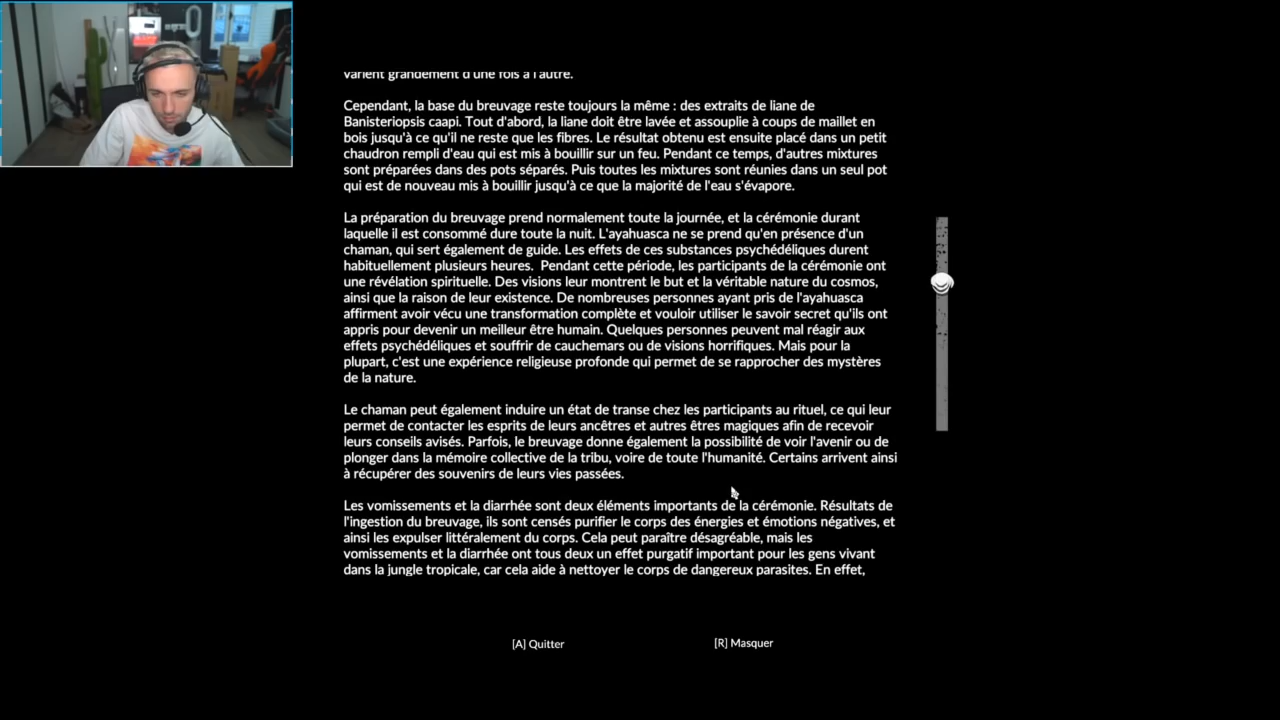 varient grandement d'une fois à l'autre.
Cependant, la base du breuvage reste toujours la même : des extraits de liane de
Banisteriopsis caapi. Tout d'abord, la liane doit être lavée et assouplie à coups de maillet en
bois jusqu'à ce qu'il ne reste que les fibres. Le résultat obtenu est ensuite placé dans un petit
chaudron rempli d'eau qui est mis à bouillir sur un feu. Pendant ce temps, d'autres mixtures
sont préparées dans des pots séparés. Puis toutes les mixtures sont réunies dans un seul pot
qui est de nouveau mis à bouillir jusqu'à ce que la majorité de l'eau s'évapore.
La préparation du breuvage prend normalement toute la journée, et la cérémonie durant
laquelle il est consommé dure toute la nuit. L'ayahuasca ne se prend qu'en présence d'un
chaman, qui sert également de guide. Les effets de ces substances psychédéliques durent
habituellement plusieurs heures.  Pendant cette période, les participants de la cérémonie ont
une révélation spirituelle. Des visions leur montrent le but et la véritable nature du cosmos,
ainsi que la raison de leur existence. De nombreuses personnes ayant pris de l'ayahuasca
affirment avoir vécu une transformation complète et vouloir utiliser le savoir secret qu'ils ont
appris pour devenir un meilleur être humain. Quelques personnes peuvent mal réagir aux
effets psychédéliques et souffrir de cauchemars ou de visions horrifiques. Mais pour la
plupart, c'est une expérience religieuse profonde qui permet de se rapprocher des mystères
de la nature.
Le chaman peut également induire un état de transe chez les participants au rituel, ce qui leur
permet de contacter les esprits de leurs ancêtres et autres êtres magiques afin de recevoir
leurs conseils avisés. Parfois, le breuvage donne également la possibilité de voir l'avenir ou de
plonger dans la mémoire collective de la tribu, voire de toute l'humanité. Certains arrivent ainsi
à récupérer des souvenirs de leurs vies passées.
Les vomissements et la diarrhée sont deux éléments importants de la cérémonie. Résultats de
l'ingestion du breuvage, ils sont censés purifier le corps des énergies et émotions négatives, et
ainsi les expulser littéralement du corps. Cela peut paraître désagréable, mais les
vomissements et la diarrhée ont tous deux un effet purgatif important pour les gens vivant
dans la jungle tropicale, car cela aide à nettoyer le corps de dangereux parasites. En effet,
[A] Quitter
[R] Masquer